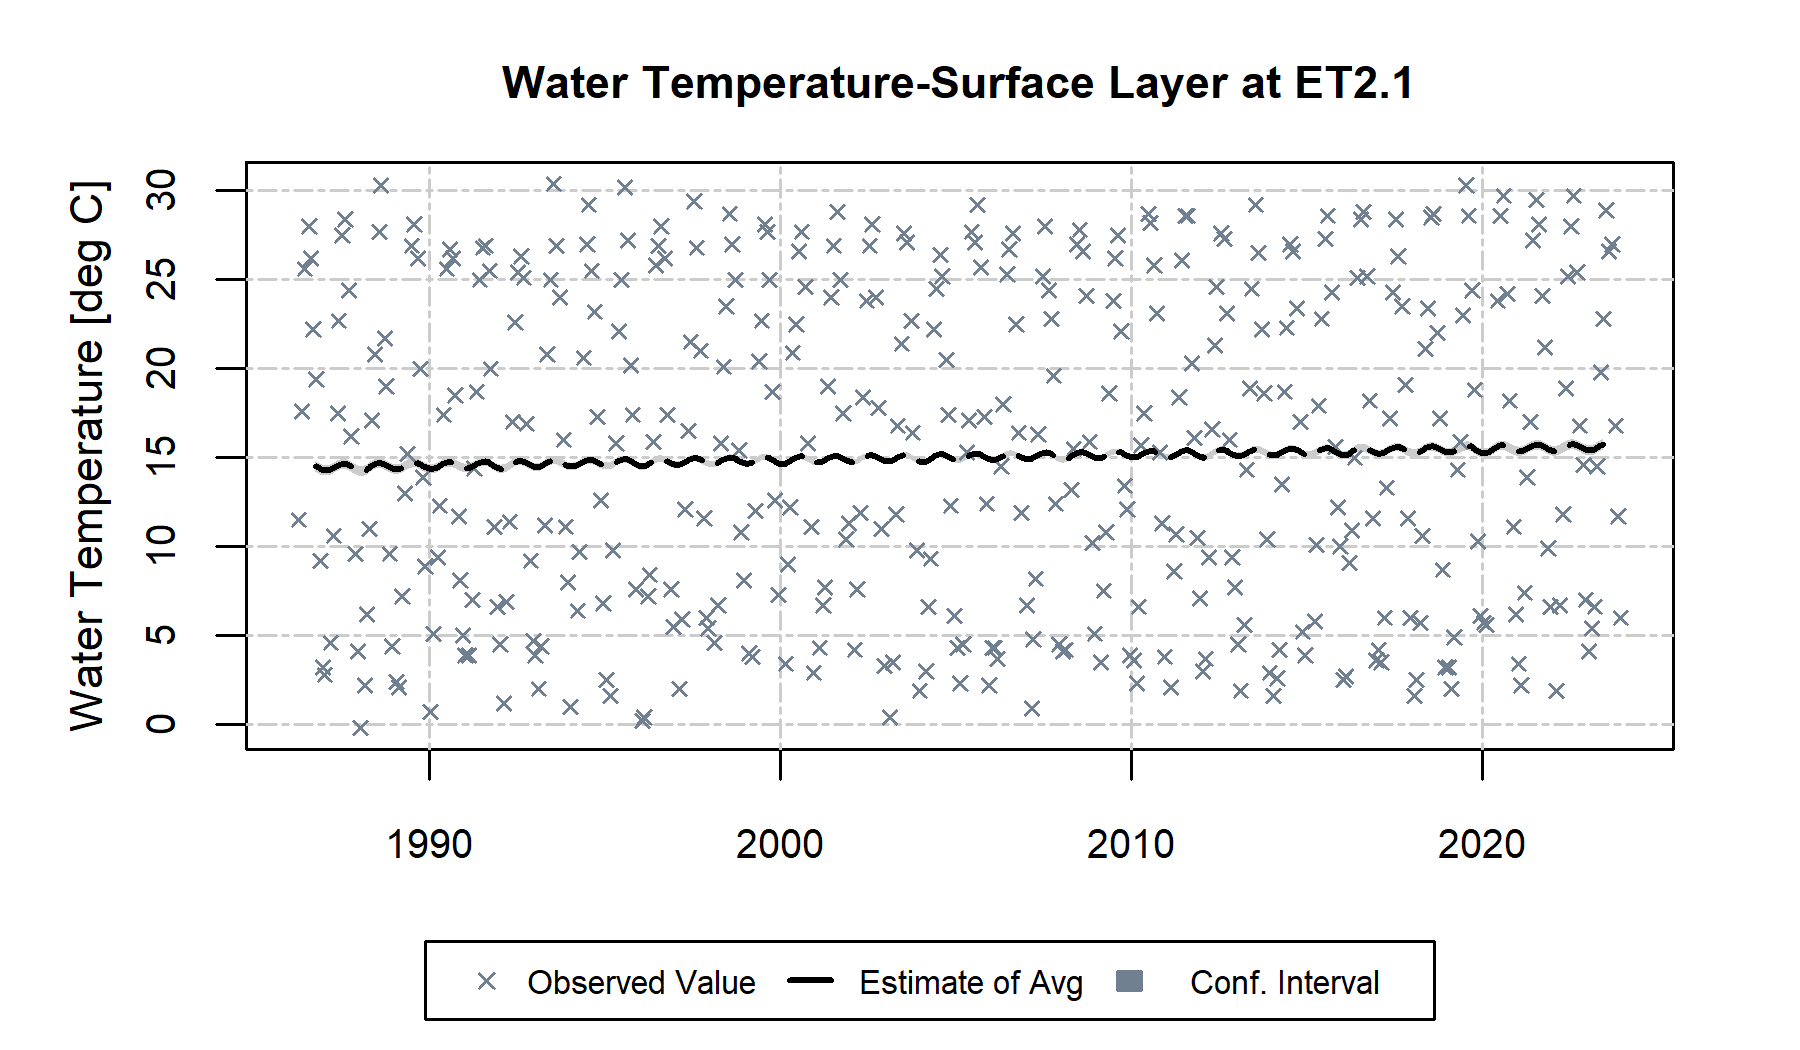 Water Temperature-Surface Layer at ET2.1
Water Temperature [deg C]
30
25
20
15
10
5
0
1990 2000 2010 2020
Observed Value Estimate of Avg Conf. Interval